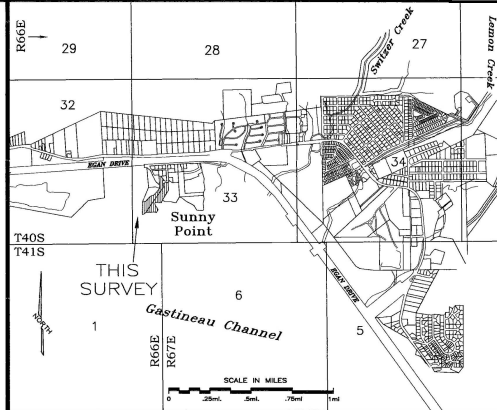 R66E
29
28
27
Switzer Creek
Lemon Creek
32
EGAN DRIVE
33
34
Sunny
Point
T40S
T41S
THIS
SURVEY
EGAN DRIVE
NORTH
1
R66E
R67E
6
5
Gastineau Channel
SCALE IN MILES
0 .25mi. .5mi. .75mi. 1mi